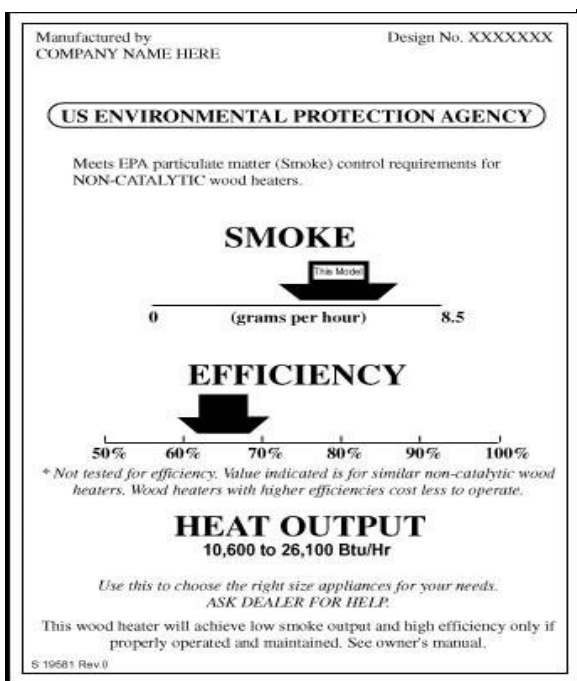 Manufactured by
COMPANY NAME HERE
Design No. XXXXXXX
US ENVIRONMENTAL PROTECTION AGENCY
Meets EPA particulate matter (Smoke) control requirements for
NON-CATALYTIC wood heaters.
SMOKE
This Model
0 (grams per hour) 8.5
EFFICIENCY
50% 60% 70% 80% 90% 100%
* Not tested for efficiency. Value indicated is for similar non-catalytic wood
heaters. Wood heaters with higher efficiencies cost less to operate.
HEAT OUTPUT
10,600 to 26,100 Btu/Hr
Use this to choose the right size appliances for your needs.
ASK DEALER FOR HELP.
This wood heater will achieve low smoke output and high efficiency only if
properly operated and maintained. See owner's manual.
S 19581 Rev.0